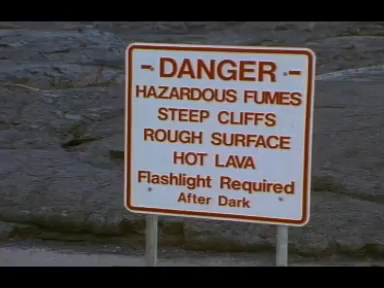 - DANGER -
HAZARDOUS FUMES
STEEP CLIFFS
ROUGH SURFACE
HOT LAVA
Flashlight Required
After Dark